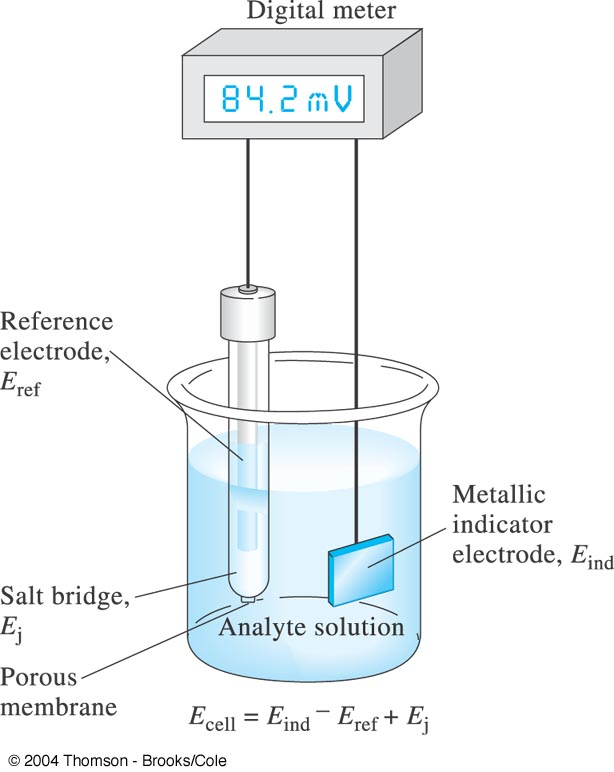 Digital meter
84.2 mV
Reference
electrode,
E_ref
Metallic
indicator
electrode, E_ind
Salt bridge,
E_j
Analyte solution
Porous
membrane
E_cell = E_ind − E_ref + E_j
© 2004 Thomson - Brooks/Cole